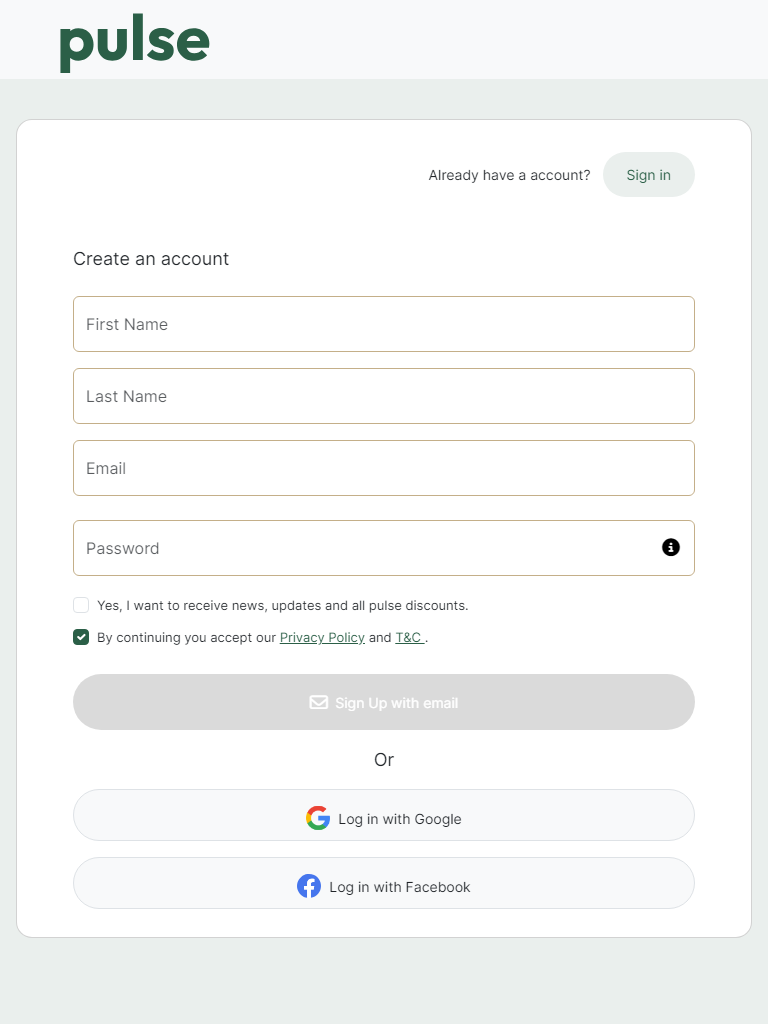 pulse
Already have a account?
Sign in
Create an account
First Name
Last Name
Email
Password
Yes, I want to receive news, updates and all pulse discounts.
By continuing you accept our Privacy Policy and T&C .
Sign Up with email
Or
Log in with Google
Log in with Facebook